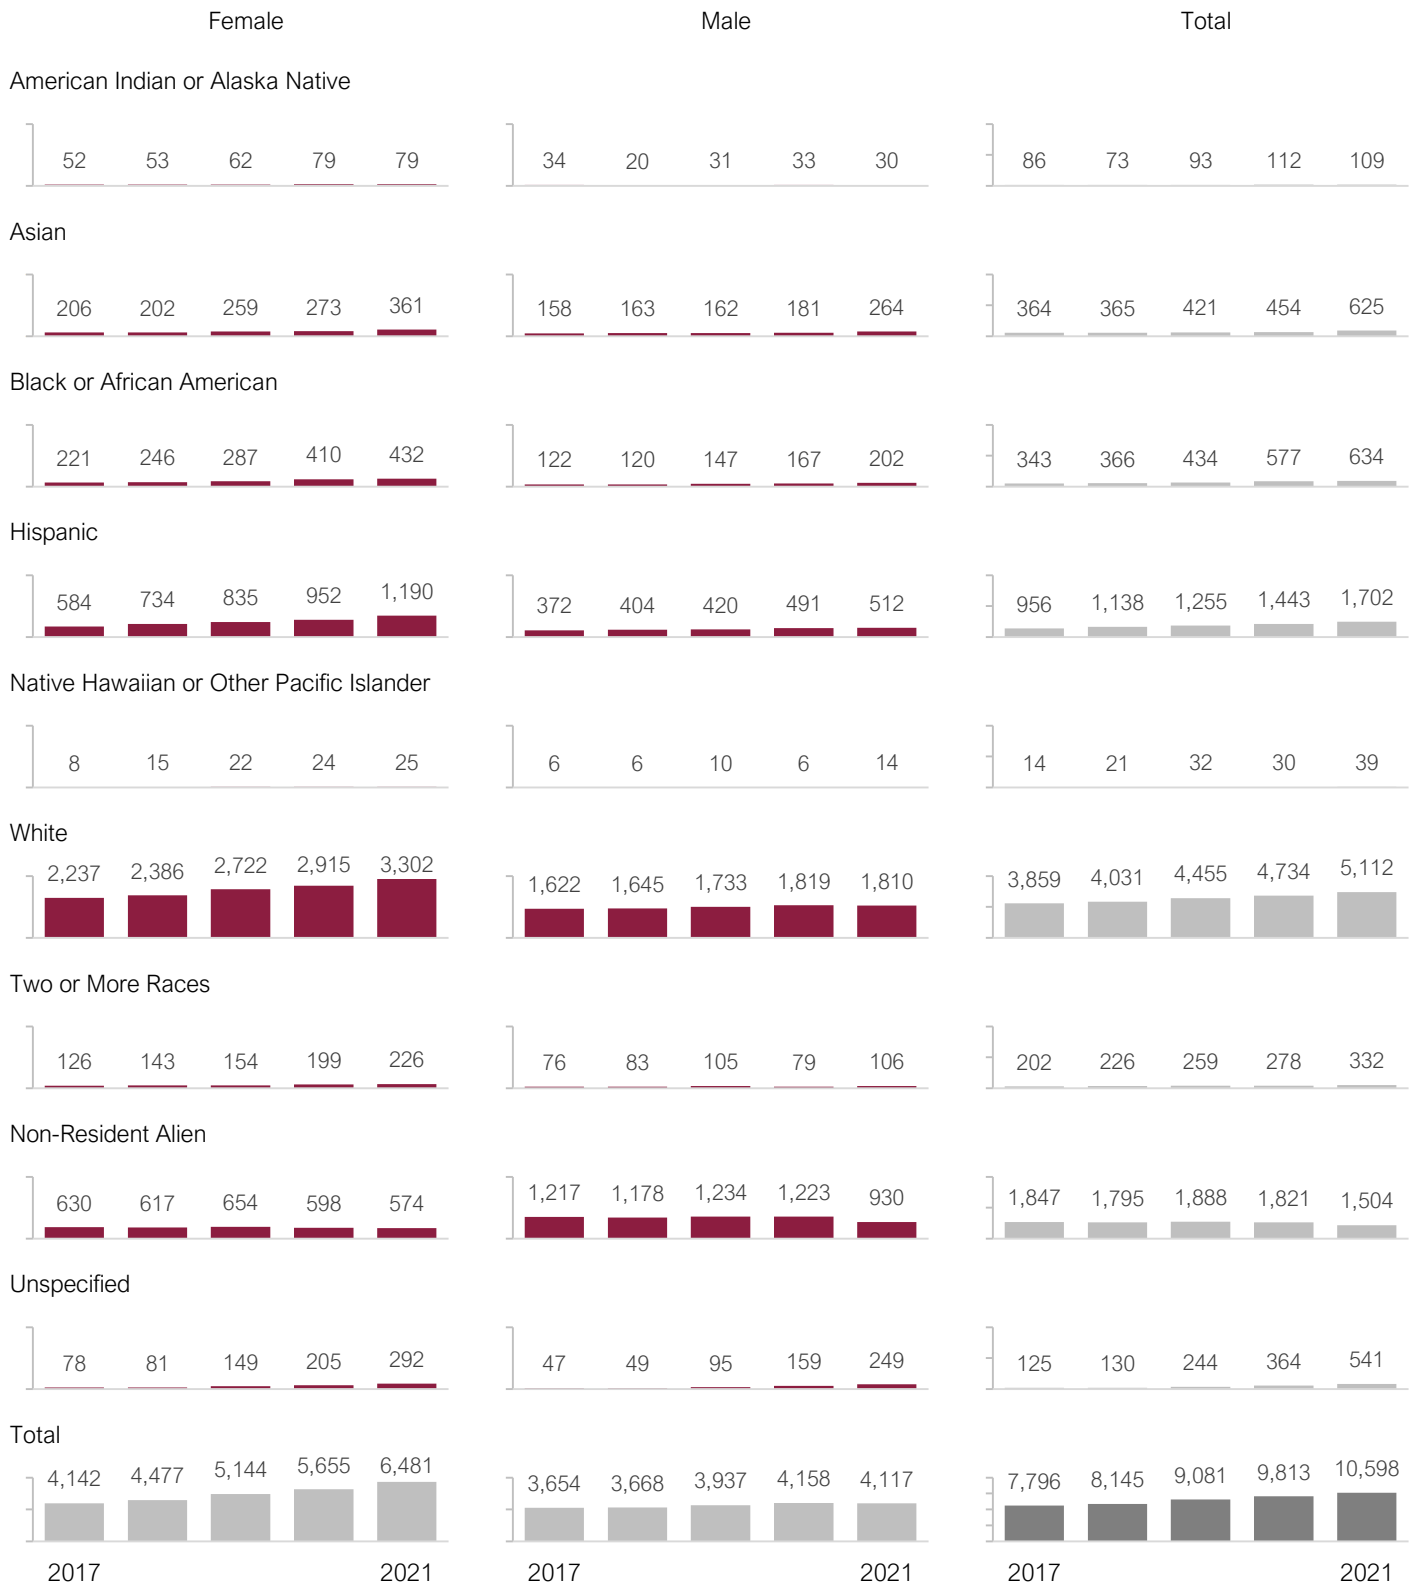 Female Male Total
American Indian or Alaska Native
52 53 62 79 79 34 20 31 33 30 86 73 93 112 109
Asian
206 202 259 273 361 158 163 162 181 264 364 365 421 454 625
Black or African American
221 246 287 410 432 122 120 147 167 202 343 366 434 577 634
Hispanic
584 734 835 952 1,190 372 404 420 491 512 956 1,138 1,255 1,443 1,702
Native Hawaiian or Other Pacific Islander
8 15 22 24 25 6 6 10 6 14 14 21 32 30 39
White
2,237 2,386 2,722 2,915 3,302 1,622 1,645 1,733 1,819 1,810 3,859 4,031 4,455 4,734 5,112
Two or More Races
126 143 154 199 226 76 83 105 79 106 202 226 259 278 332
Non-Resident Alien
630 617 654 598 574 1,217 1,178 1,234 1,223 930 1,847 1,795 1,888 1,821 1,504
Unspecified
78 81 149 205 292 47 49 95 159 249 125 130 244 364 541
Total
4,142 4,477 5,144 5,655 6,481 3,654 3,668 3,937 4,158 4,117 7,796 8,145 9,081 9,813 10,598
2017 2021 2017 2021 2017 2021